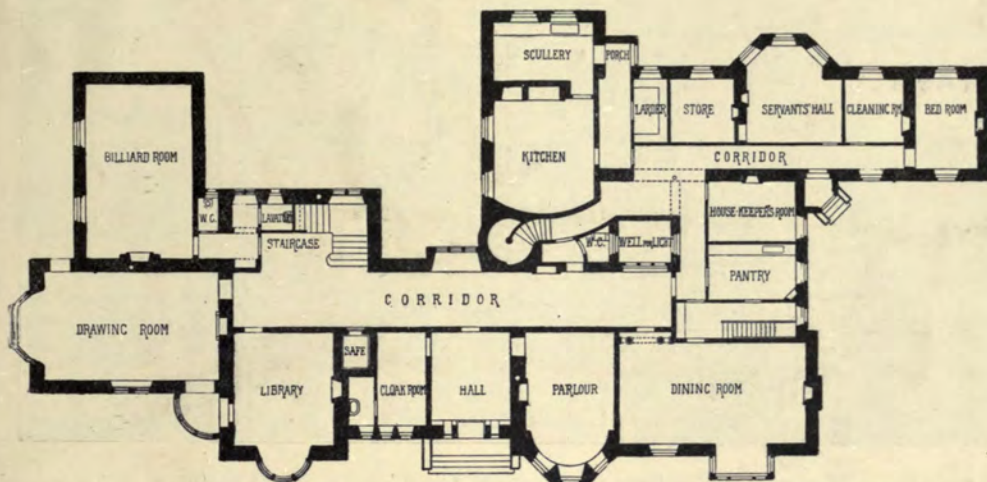 SCULLERY
PORCH
BILLIARD ROOM
KITCHEN
LARDER
STORE
SERVANTS' HALL
CLEANING RM.
BED ROOM
CORRIDOR
W.C.
LAVATORY
STAIRCASE
HOUSE-KEEPERS ROOM
W.C.
WELL FOR LIGHT
PANTRY
CORRIDOR
DRAWING ROOM
SAFE
LIBRARY
CLOAK ROOM
HALL
PARLOUR
DINING ROOM